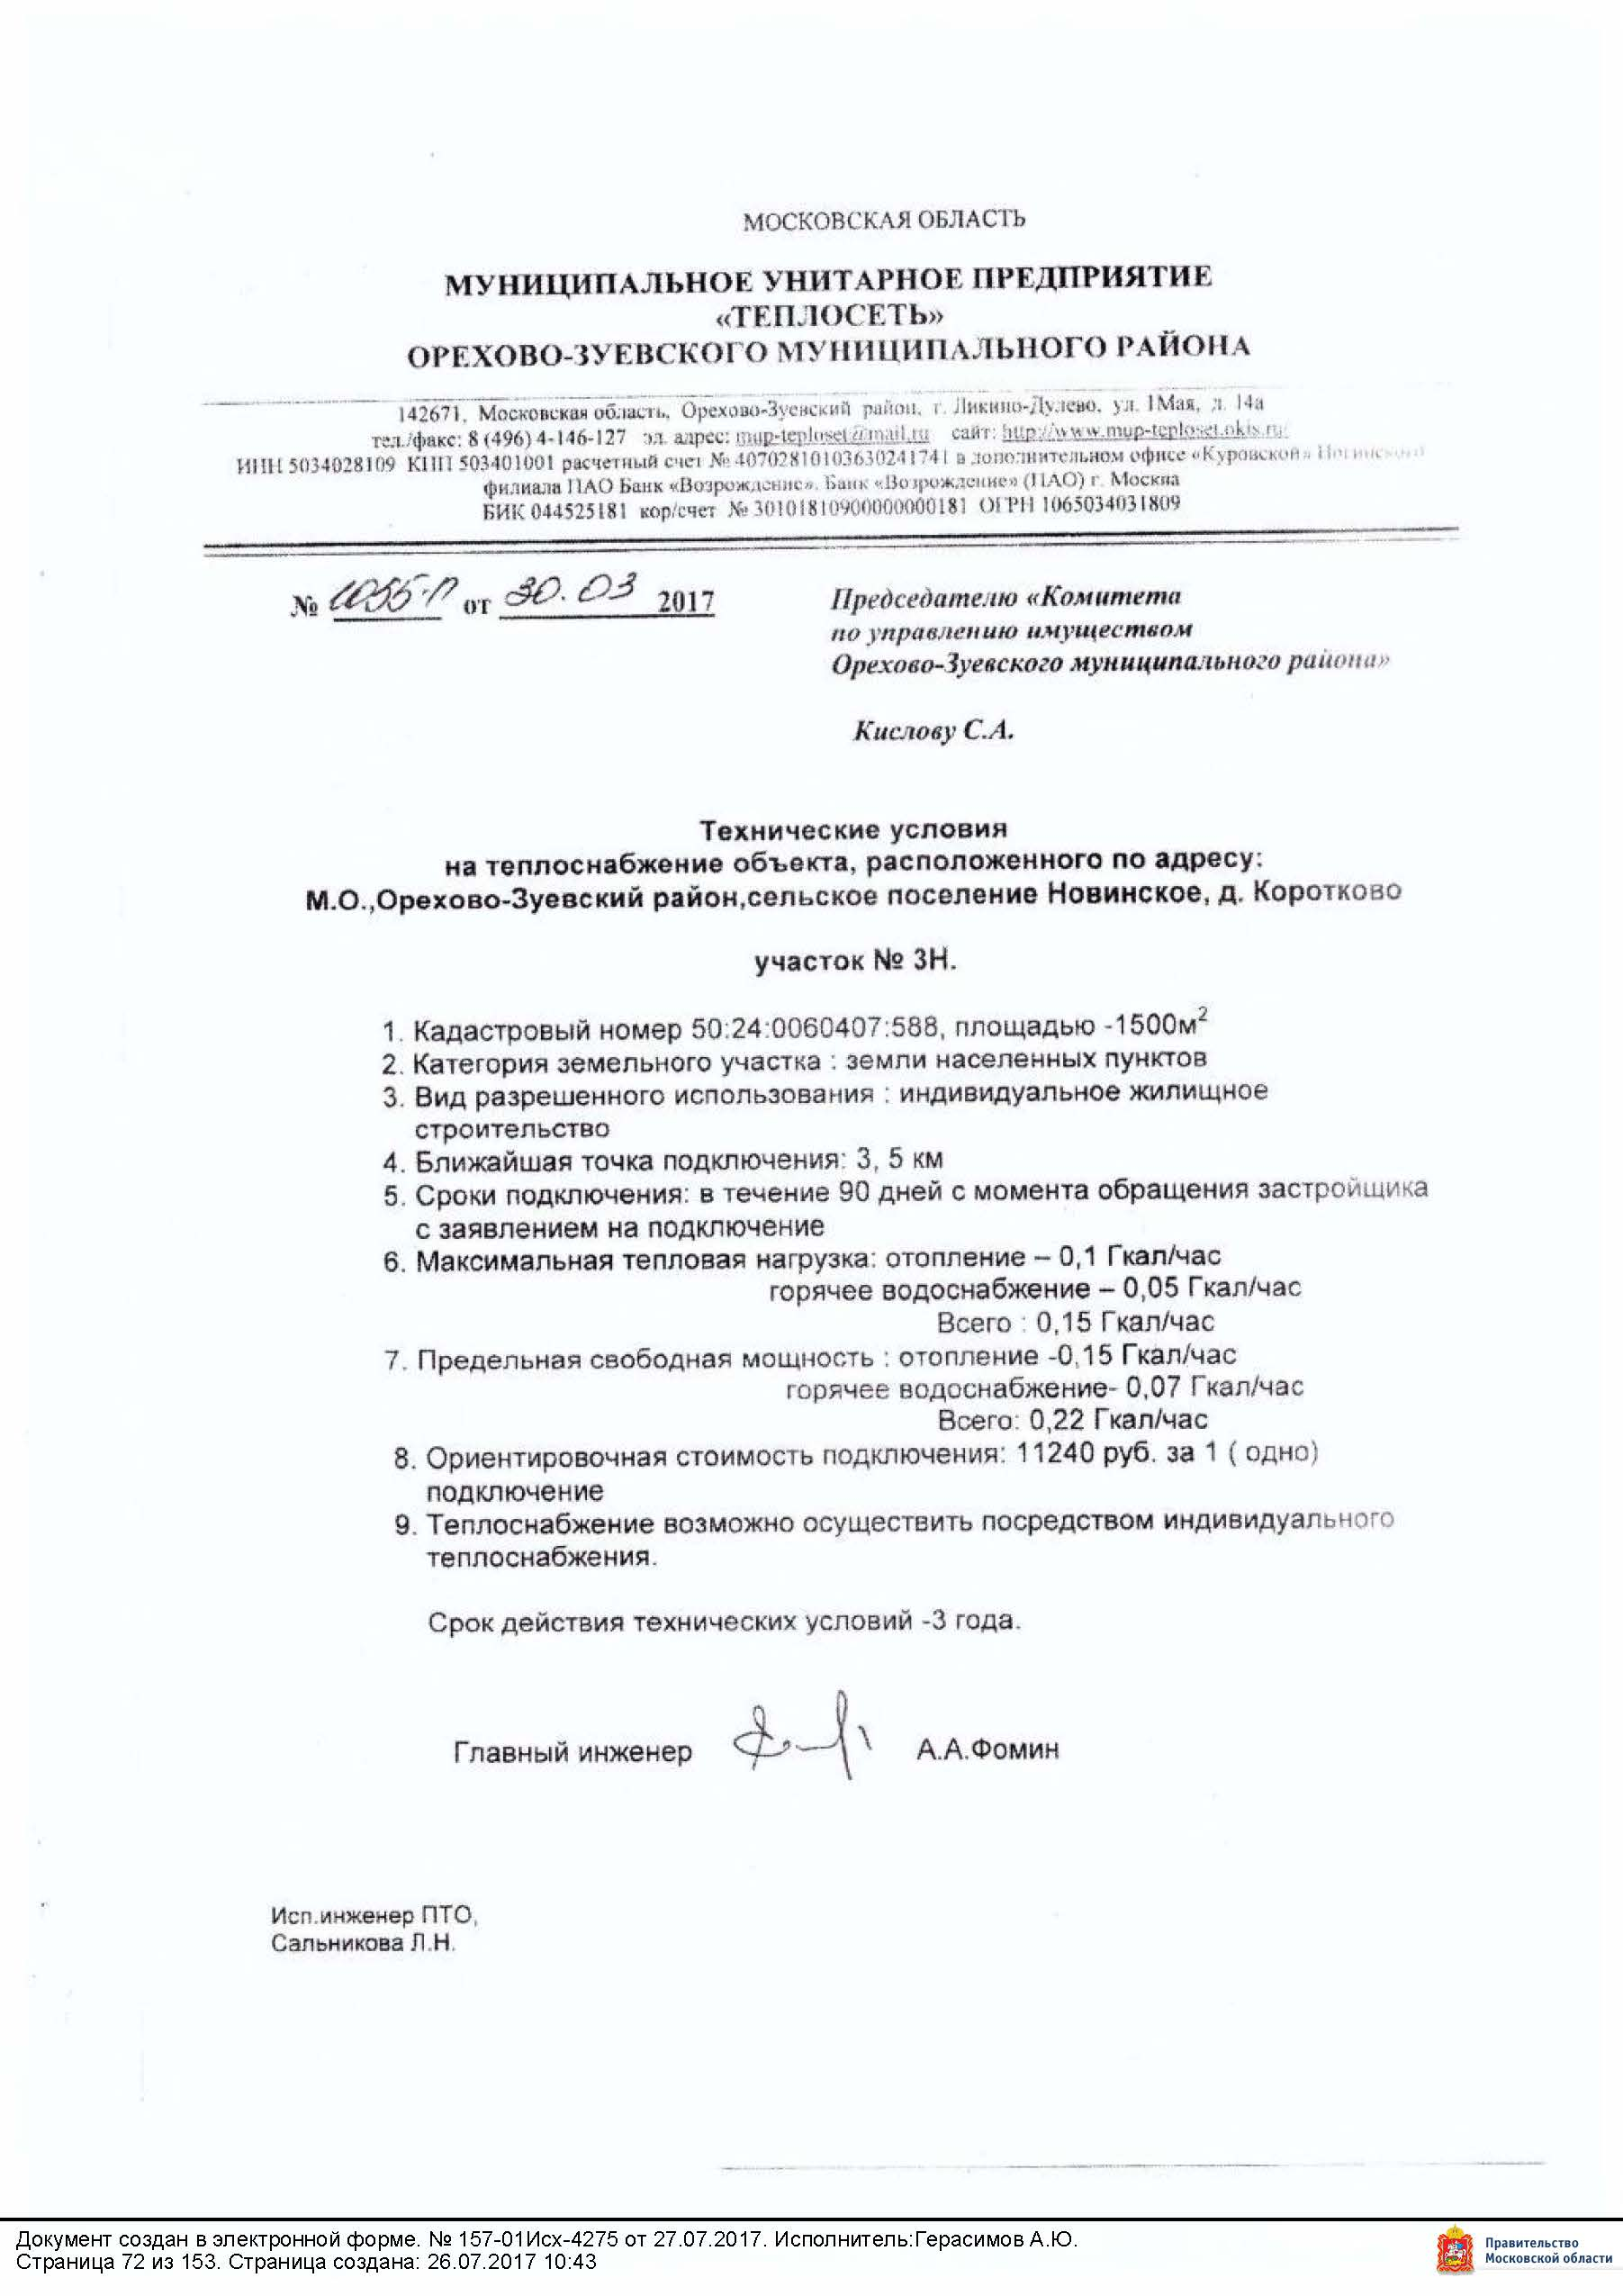 МОСКОВСКАЯ ОБЛАСТЬ
МУНИЦИПАЛЬНОЕ УНИТАРНОЕ ПРЕДПРИЯТИЕ
«ТЕПЛОСЕТЬ»
ОРЕХОВО-ЗУЕВСКОГО МУНИЦИПАЛЬНОГО РАЙОНА
142671, Московская область, Орехово-Зуевский район, г. Ликино-Дулево, ул. 1Мая, д. 14а
тел./факс: 8 (496) 4-146-127 эл. адрес: mup-teploset@mail.ru сайт: http://www.mup-teploset.okis.ru/
ИНН 5034028109 КПП 503401001 расчетный счет № 40702810103630241741 в дополнительном офисе «Куровской» Ногинского
филиала ПАО Банк «Возрождение». Банк «Возрождение» (ПАО) г. Москва
БИК 044525181 кор/счет № 30101810900000000181 ОГРН 1065034031809
№ 1055-П от 30.03 2017
Председателю «Комитета
по управлению имуществом
Орехово-Зуевского муниципального района»
Кислову С.А.
Технические условия
на теплоснабжение объекта, расположенного по адресу:
М.О.,Орехово-Зуевский район,сельское поселение Новинское, д. Коротково
участок № 3Н.
1. Кадастровый номер 50:24:0060407:588, площадью -1500м²
2. Категория земельного участка : земли населенных пунктов
3. Вид разрешенного использования : индивидуальное жилищное
строительство
4. Ближайшая точка подключения: 3, 5 км
5. Сроки подключения: в течение 90 дней с момента обращения застройщика
с заявлением на подключение
6. Максимальная тепловая нагрузка: отопление – 0,1 Гкал/час
горячее водоснабжение – 0,05 Гкал/час
Всего : 0,15 Гкал/час
7. Предельная свободная мощность : отопление -0,15 Гкал/час
горячее водоснабжение- 0,07 Гкал/час
Всего: 0,22 Гкал/час
8. Ориентировочная стоимость подключения: 11240 руб. за 1 ( одно)
подключение
9. Теплоснабжение возможно осуществить посредством индивидуального
теплоснабжения.
Срок действия технических условий -3 года.
Главный инженер А.А.Фомин
Исп.инженер ПТО,
Сальникова Л.Н.
Документ создан в электронной форме. № 157-01Исх-4275 от 27.07.2017. Исполнитель:Герасимов А.Ю.
Страница 72 из 153. Страница создана: 26.07.2017 10:43
Правительство
Московской области